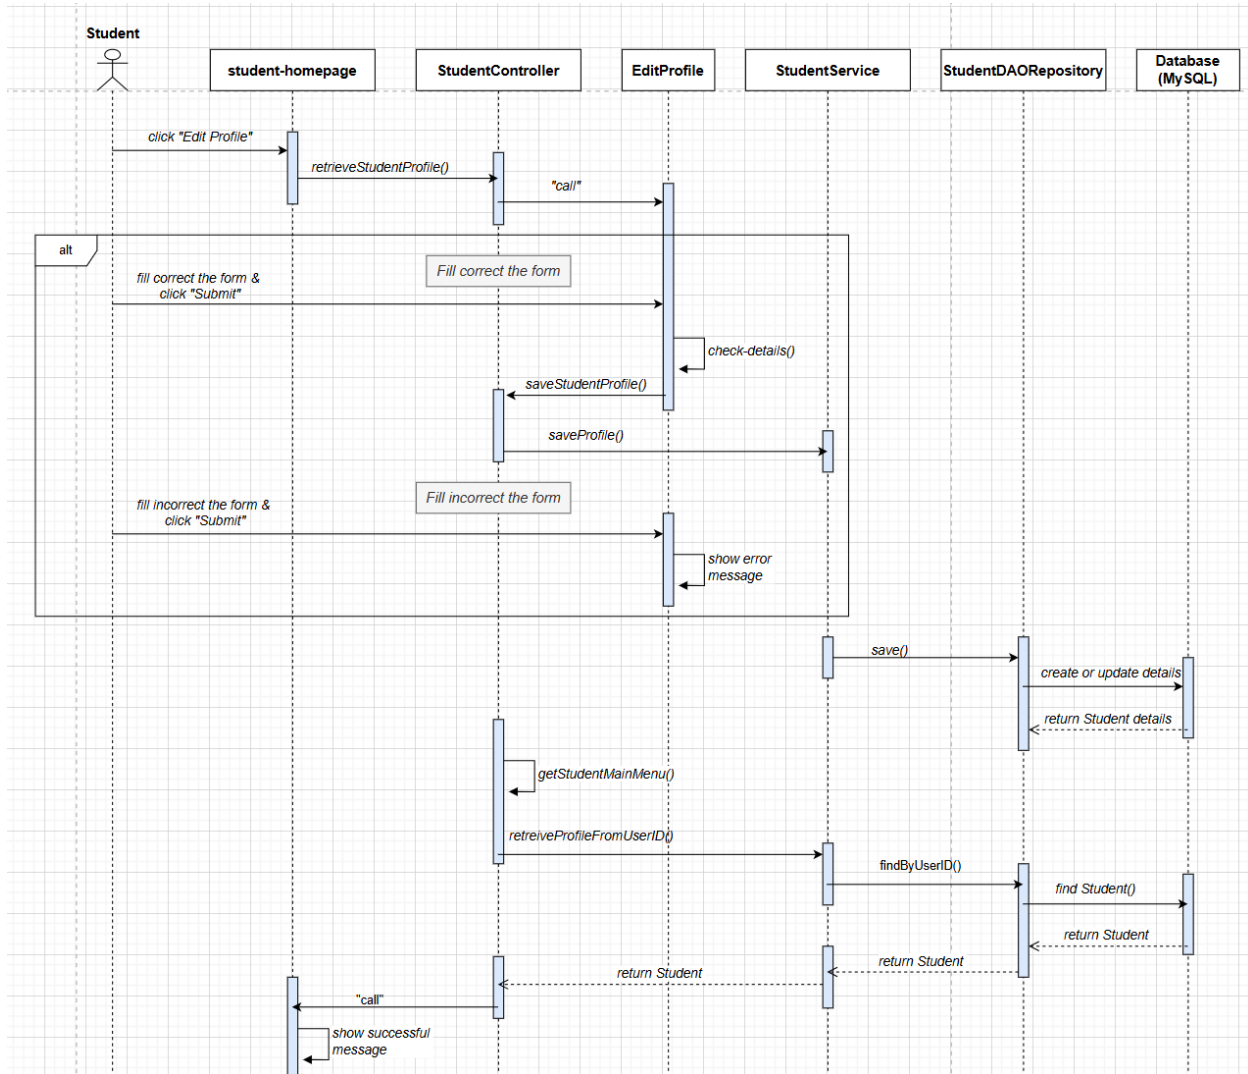 Student
student-homepage
StudentController
EditProfile
StudentService
StudentDAORepository
Database
(MySQL)
click "Edit Profile"
retrieveStudentProfile()
"call"
alt
Fill correct the form
fill correct the form &
click "Submit"
check-details()
saveStudentProfile()
saveProfile()
Fill incorrect the form
fill incorrect the form &
click "Submit"
show error
message
save()
create or update details
return Student details
getStudentMainMenu()
retreiveProfileFromUserID()
findByUserID()
find Student()
return Student
return Student
return Student
"call"
show successful
message